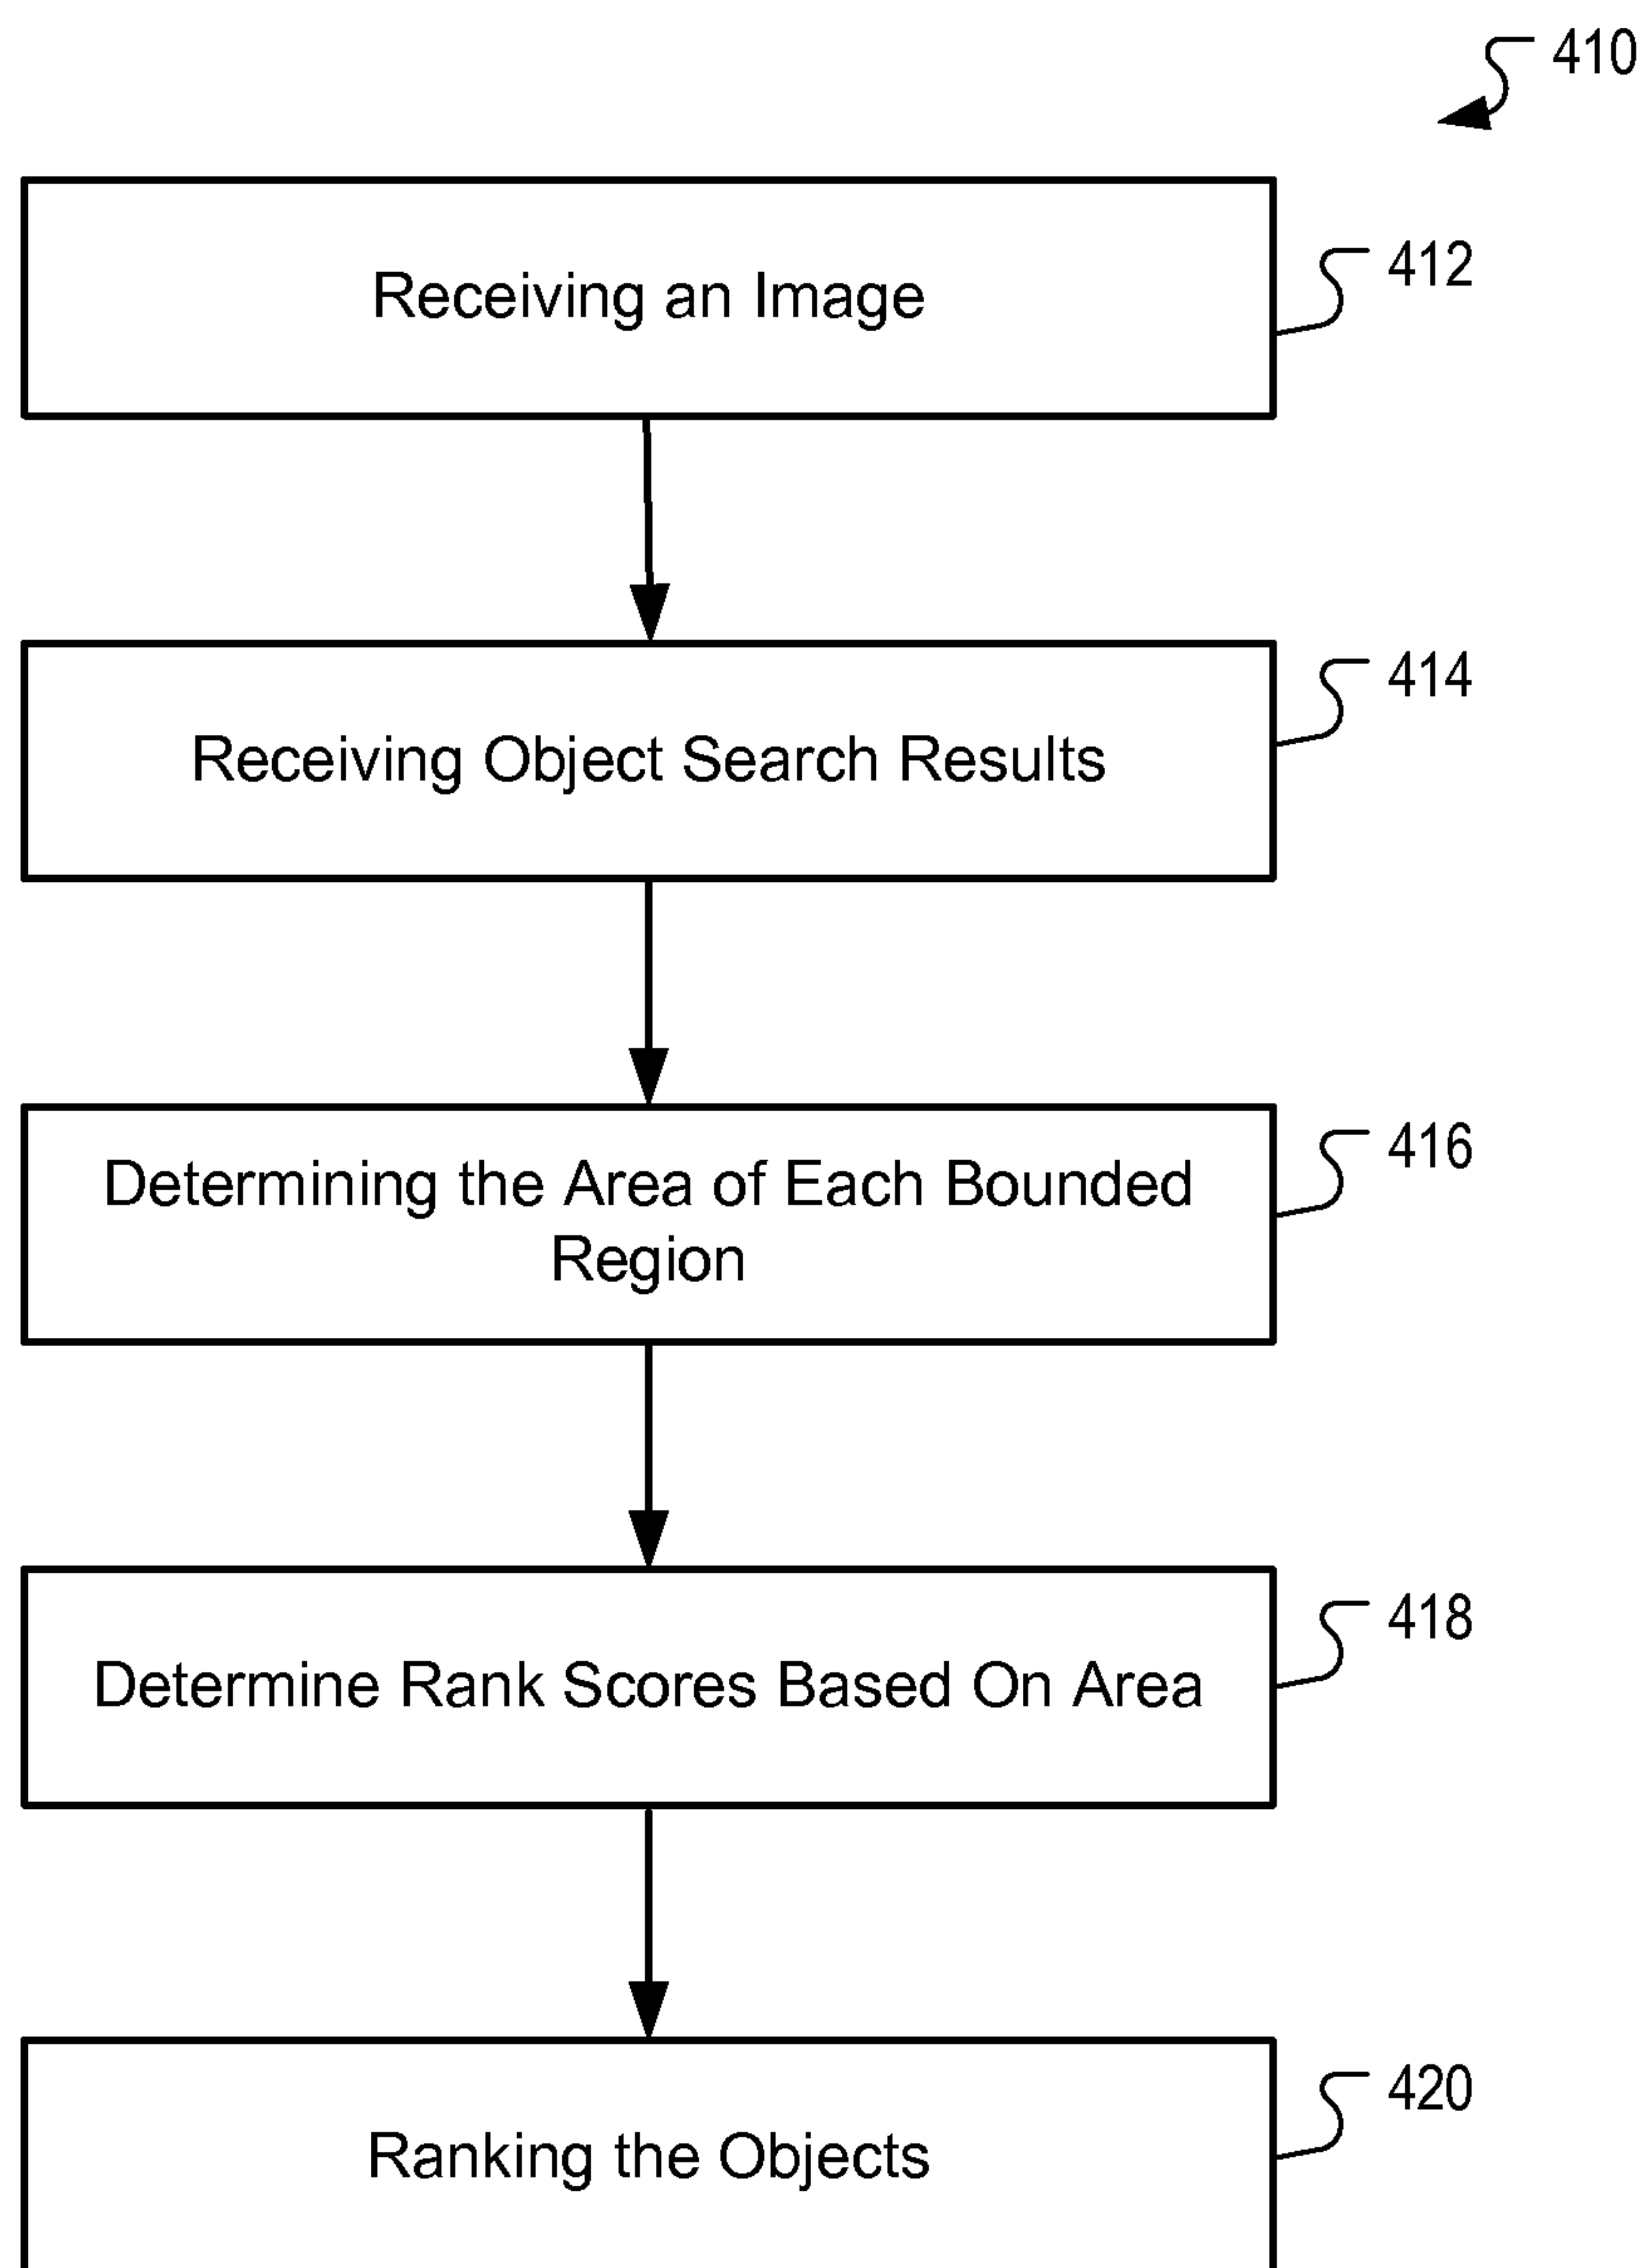 410
Receiving an Image
412
Receiving Object Search Results
414
Determining the Area of Each Bounded
Region
416
Determine Rank Scores Based On Area
418
Ranking the Objects
420